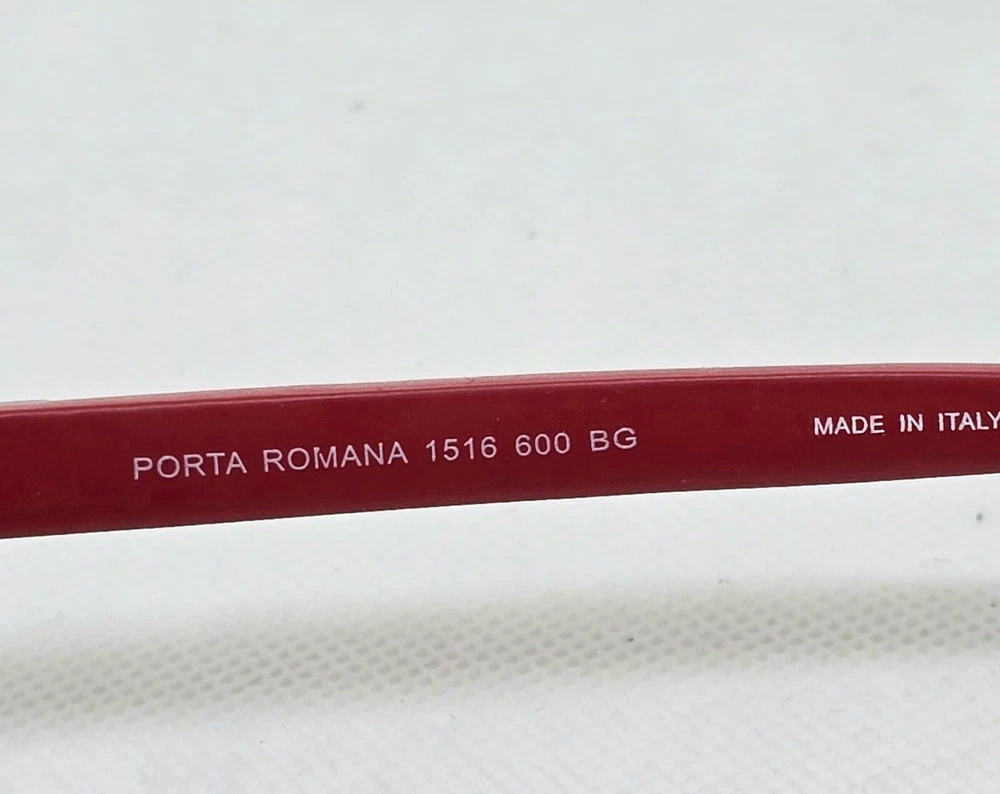 PORTA ROMANA 1516 600 BG
MADE IN ITALY